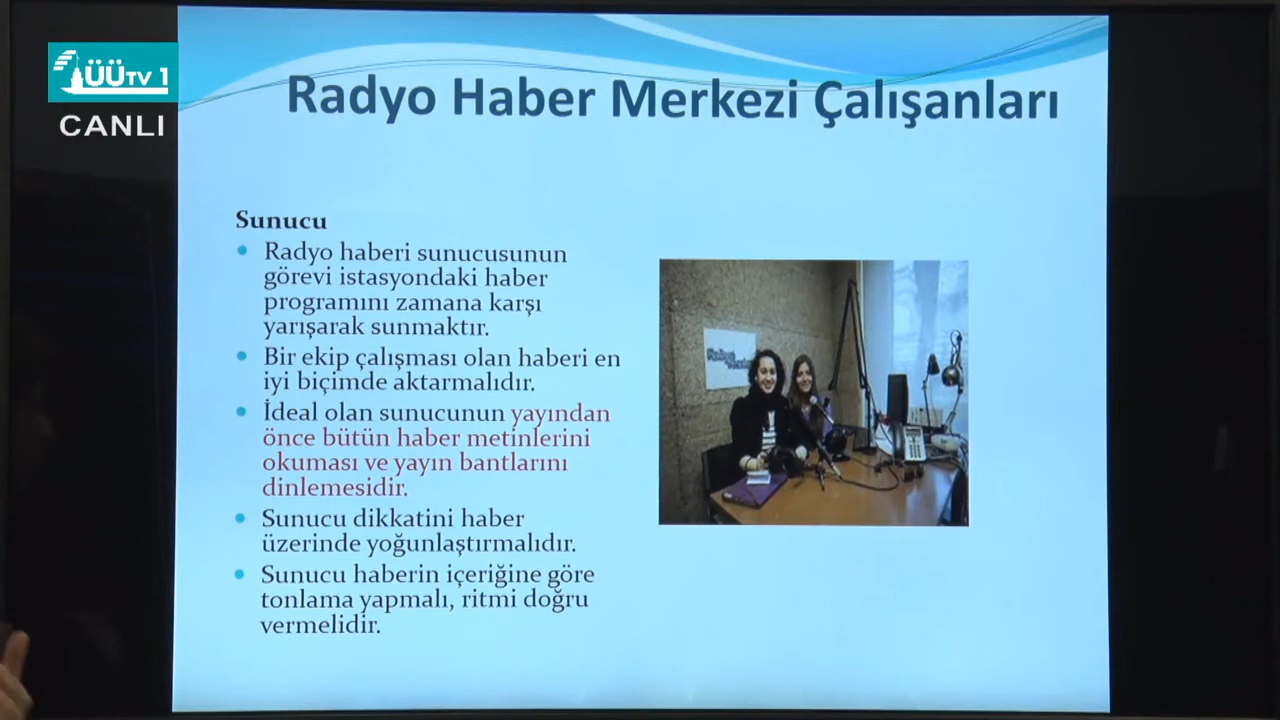 ÜÜTV 1
CANLI
Radyo Haber Merkezi Çalışanları
Sunucu
Radyo haberi sunucusunun
görevi istasyondaki haber
programını zamana karşı
yarışarak sunmaktır.
Bir ekip çalışması olan haberi en
iyi biçimde aktarmalıdır.
İdeal olan sunucunun yayından
önce bütün haber metinlerini
okuması ve yayın bantlarını
dinlemesidir.
Sunucu dikkatini haber
üzerinde yoğunlaştırmalıdır.
Sunucu haberin içeriğine göre
tonlama yapmalı, ritmi doğru
vermelidir.